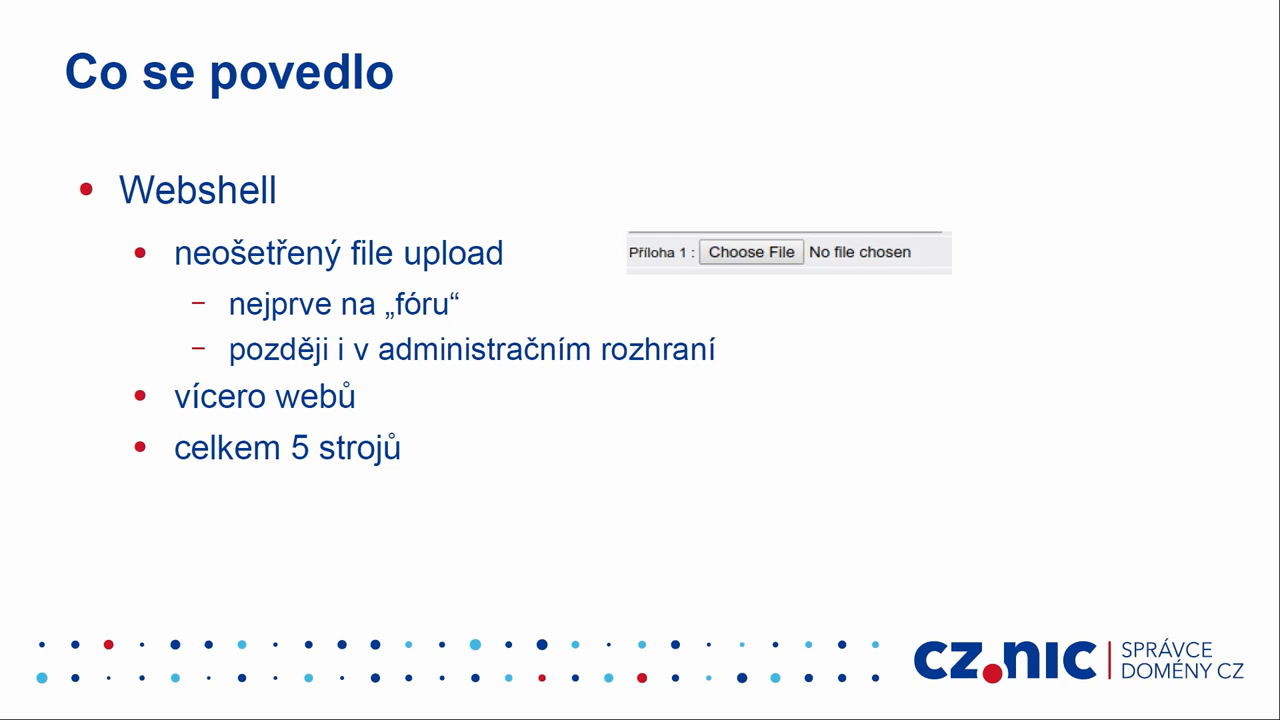 Co se povedlo
Webshell
neošetřený file upload
Příloha 1 : Choose File No file chosen
nejprve na „fóru“
později i v administračním rozhraní
vícero webů
celkem 5 strojů
CZ.NIC SPRÁVCE
DOMÉNY CZ